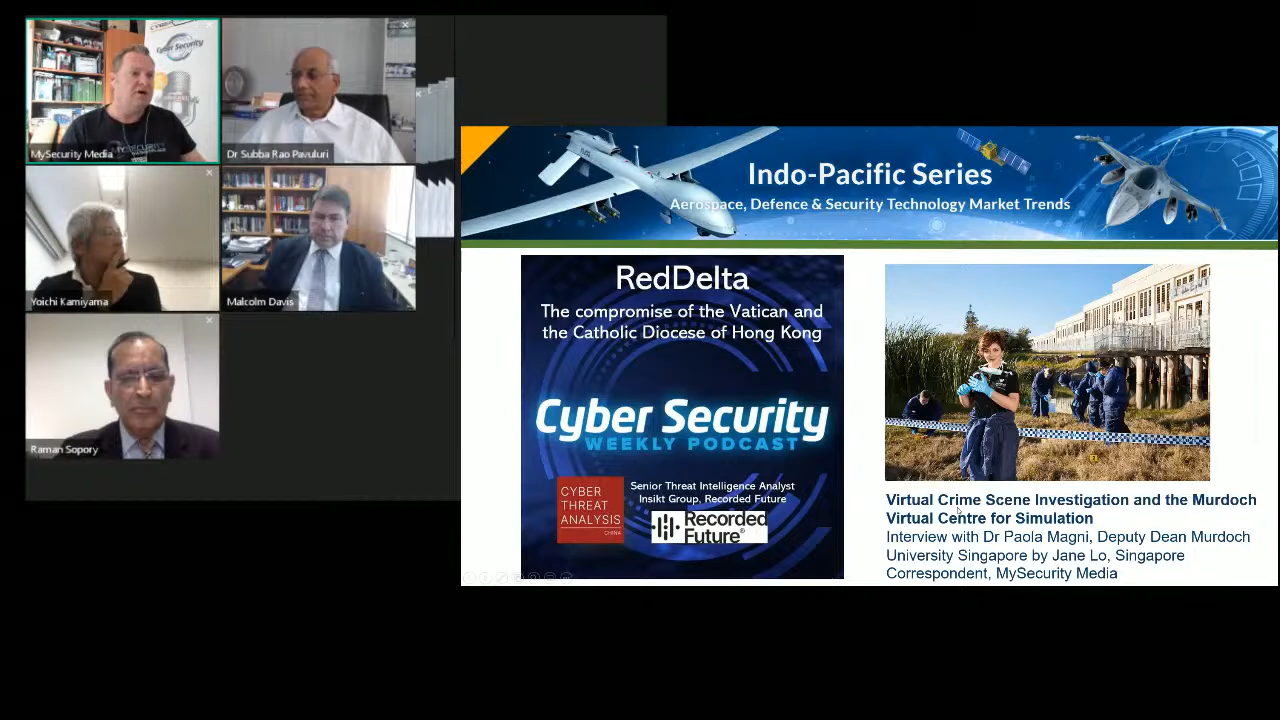 Cyber Security
MySecurity Media
Dr Subba Rao Pavuluri
Yoichi Kamiyama
Malcolm Davis
Raman Sopory
Indo-Pacific Series
Aerospace, Defence & Security Technology Market Trends
RedDelta
The compromise of the Vatican and
the Catholic Diocese of Hong Kong
Cyber Security
WEEKLY PODCAST
CYBER
THREAT
ANALYSIS
CHINA
Senior Threat Intelligence Analyst
Insikt Group, Recorded Future
Recorded
Future®
Virtual Crime Scene Investigation and the Murdoch
Virtual Centre for Simulation
Interview with Dr Paola Magni, Deputy Dean Murdoch
University Singapore by Jane Lo, Singapore
Correspondent, MySecurity Media